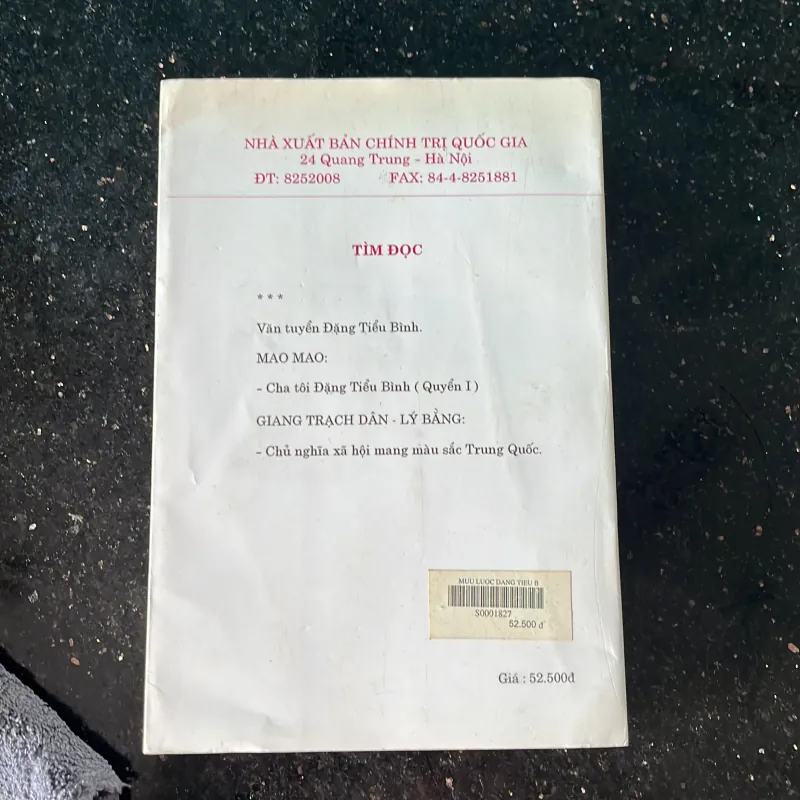 NHÀ XUẤT BẢN CHÍNH TRỊ QUỐC GIA
24 Quang Trung - Hà Nội
ĐT: 8252008 FAX: 84-4-8251881
TÌM ĐỌC
* * *
Văn tuyển Đặng Tiểu Bình.
MAO MAO:
- Cha tôi Đặng Tiểu Bình ( Quyển I )
GIANG TRẠCH DÂN - LÝ BẰNG:
- Chủ nghĩa xã hội mang màu sắc Trung Quốc.
MUU LUOC DANG TIEU B
S0001827
52.500 đ
Giá : 52.500đ